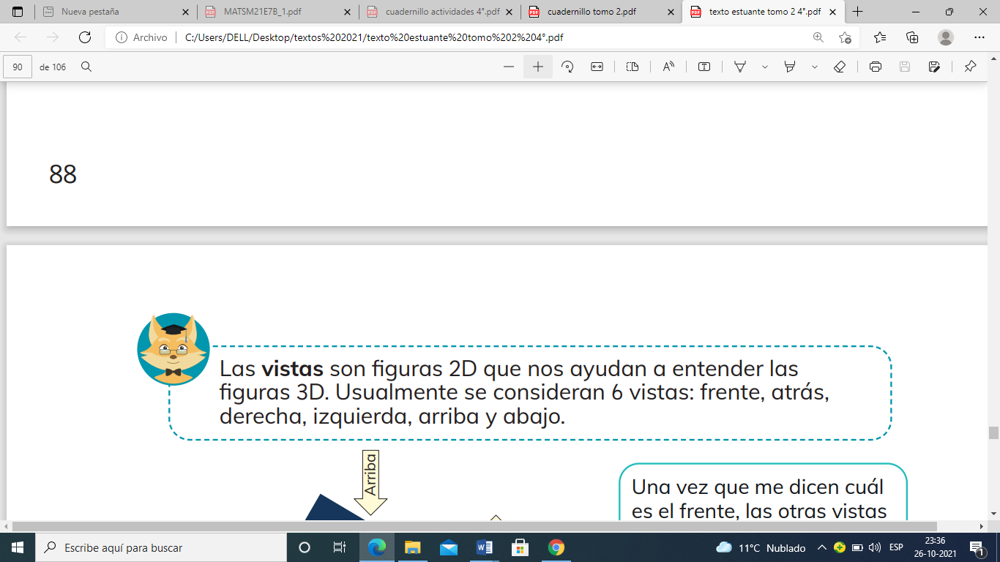 Nueva pestaña
MATSM21E7B_1.pdf
cuadernillo actividades 4°.pdf
cuadernillo tomo 2.pdf
texto estuante tomo 2 4°.pdf
Archivo
C:/Users/DELL/Desktop/textos%202021/texto%20estuante%20tomo%202%204°.pdf
90
de 106
88
Las vistas son figuras 2D que nos ayudan a entender las
figuras 3D. Usualmente se consideran 6 vistas: frente, atrás,
derecha, izquierda, arriba y abajo.
Arriba
Una vez que me dicen cuál
es el frente, las otras vistas
Escribe aquí para buscar
11°C Nublado
ESP
23:36
26-10-2021
1